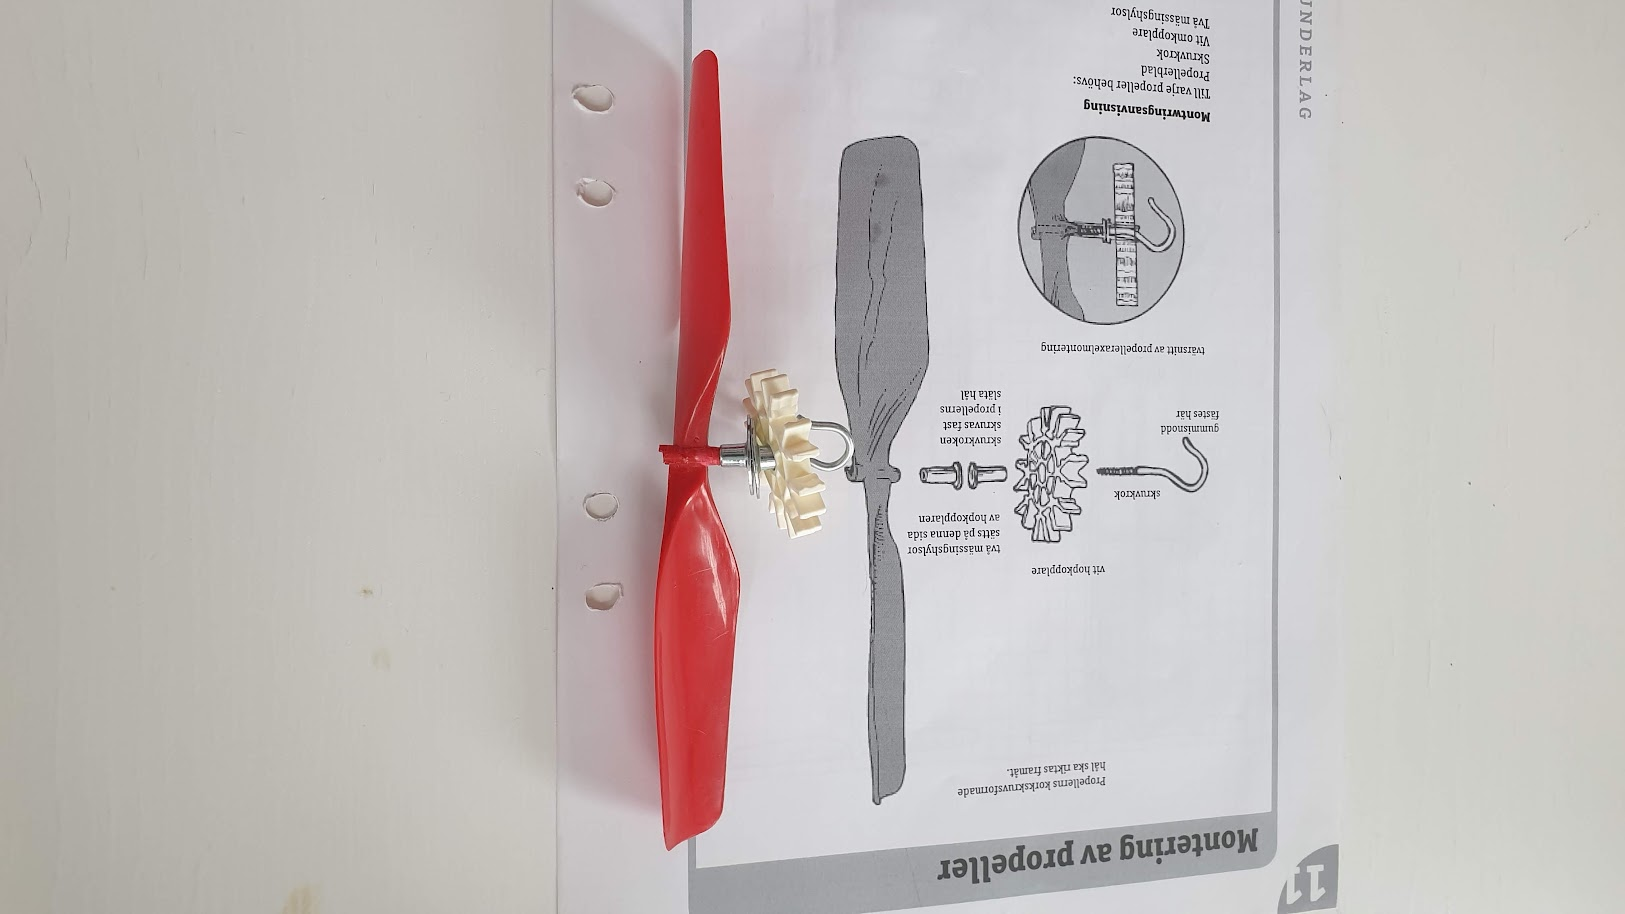 11
UNDERLAG
Montering av propeller
Propellerns korkskruvsformade
hål ska riktas framåt.
vit hopkopplare
två mässingshylsor
sätts på denna sida
av hopkopplaren
skruvkrok
skruvkroken
skruvas fast
i propellerns
släta hål
gummisnodd
fästes här
tvärsnitt av propelleraxelmontering
Montwringsanvisning
Till varje propeller behövs:
Propellerblad
Skruvkrok
Vit omkopplare
Två mässingshylsor